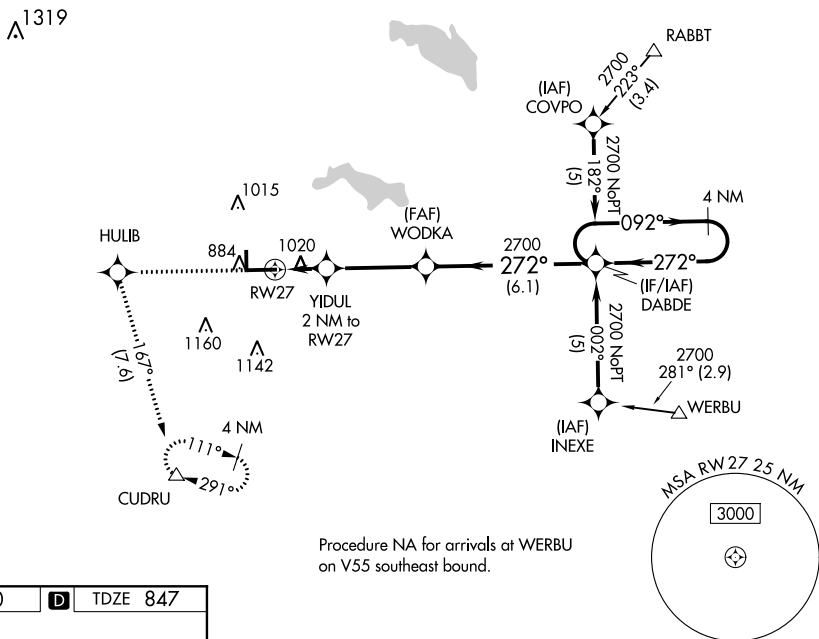 1319
RABBT
2700
223°
(3.4)
(IAF)
COVPO
2700 NoPT
182°
(5)
4 NM
092°
1015
(FAF)
WODKA
HULIB
884
1020
2700
272°
(6.1)
272°
RW27
YIDUL
2 NM to
RW27
(IF/IAF)
DABDE
1160
1142
167°
(7.6)
2700 NoPT
002°
(5)
2700
281° (2.9)
WERBU
(IAF)
INEXE
4 NM
111°
291°
CUDRU
MSA RW27 25 NM
3000
Procedure NA for arrivals at WERBU
on V55 southeast bound.
D TDZE 847